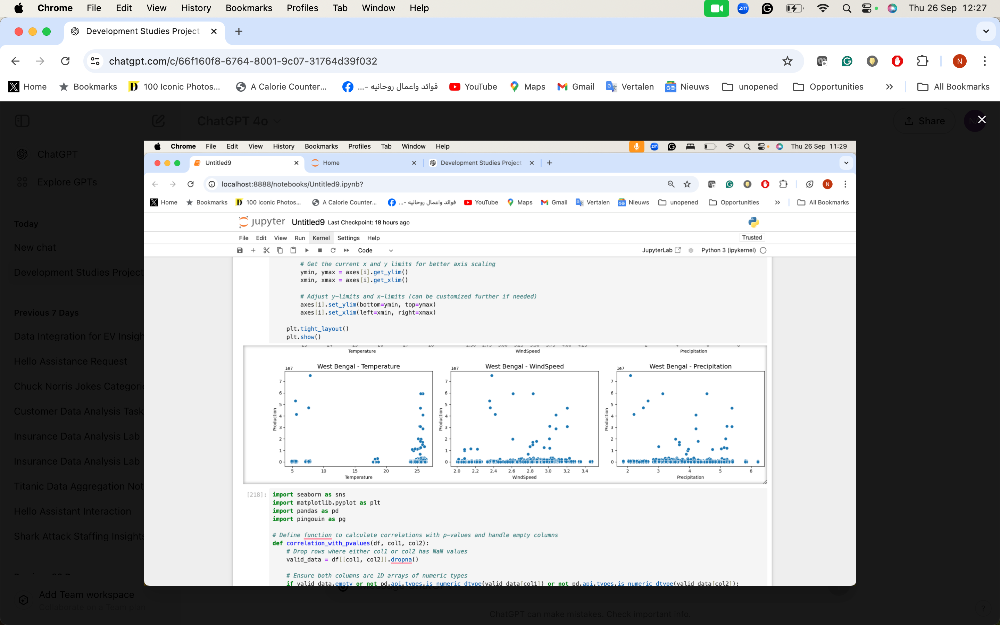 Chrome File Edit View History Bookmarks Profiles Tab Window Help zm Thu 26 Sep 12:27
Development Studies Project
chatgpt.com/c/66f160f8-6764-8001-9c07-31764d39f032 N
Home Bookmarks 100 Iconic Photos... A Calorie Counter... فوائد واعمال روحانيه -... YouTube Maps Gmail Vertalen Nieuws unopened Opportunities >> All Bookmarks
ChatGPT 4o Share
ChatGPT
Explore GPTs
Today
New chat
Development Studies Project
Previous 7 Days
Data Integration for EV Insigh
Hello Assistance Request
Chuck Norris Jokes Categorie
Customer Data Analysis Task
Insurance Data Analysis Lab
Insurance Data Analysis Lab
Titanic Data Aggregation Not
Hello Assistant Interaction
Shark Attack Staffing Insights
Add Team workspace
Collaborate on a Team plan
Chrome File Edit View History Bookmarks Profiles Tab Window Help zm Thu 26 Sep 11:29
Untitled9 Home Development Studies Project
localhost:8888/notebooks/Untitled9.ipynb? N
Home Bookmarks 100 Iconic Photos... A Calorie Counter... فوائد واعمال روحانيه -... YouTube Maps Gmail Vertalen Nieuws unopened Opportunities >> All Bookmarks
jupyter Untitled9 Last Checkpoint: 18 hours ago
File Edit View Run Kernel Settings Help Trusted
Code JupyterLab Python 3 (ipykernel)
# Get the current x and y limits for better axis scaling
ymin, ymax = axes[i].get_ylim()
xmin, xmax = axes[i].get_xlim()
# Adjust y-limits and x-limits (can be customized further if needed)
axes[i].set_ylim(bottom=ymin, top=ymax)
axes[i].set_xlim(left=xmin, right=xmax)
plt.tight_layout()
plt.show()
Temperature WindSpeed Precipitation
1e7 West Bengal - Temperature
7
6
5
4
3
2
1
0
Production
5 10 15 20 25
Temperature
1e7 West Bengal - WindSpeed
7
6
5
4
3
2
1
0
Production
2.0 2.2 2.4 2.6 2.8 3.0 3.2 3.4
WindSpeed
1e7 West Bengal - Precipitation
7
6
5
4
3
2
1
0
Production
2 3 4 5 6
Precipitation
[218]: import seaborn as sns
import matplotlib.pyplot as plt
import pandas as pd
import pingouin as pg
# Define function to calculate correlations with p-values and handle empty columns
def correlation_with_pvalues(df, col1, col2):
# Drop rows where either col1 or col2 has NaN values
valid_data = df[[col1, col2]].dropna()
# Ensure both columns are 1D arrays of numeric types
if valid_data.empty or not pd.api.types.is_numeric_dtype(valid_data[col1]) or not pd.api.types.is_numeric_dtype(valid_data[col2]):
ChatGPT can make mistakes. Check important info.
?